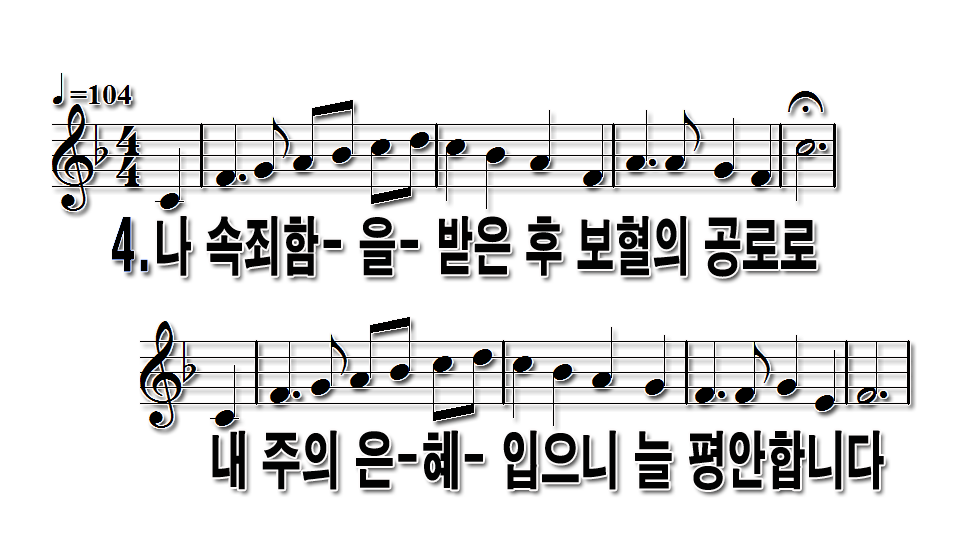 ♩=104
4.나 속죄함- 을- 받은 후 보혈의 공로로
내 주의 은-혜- 입으니 늘 평안합니다